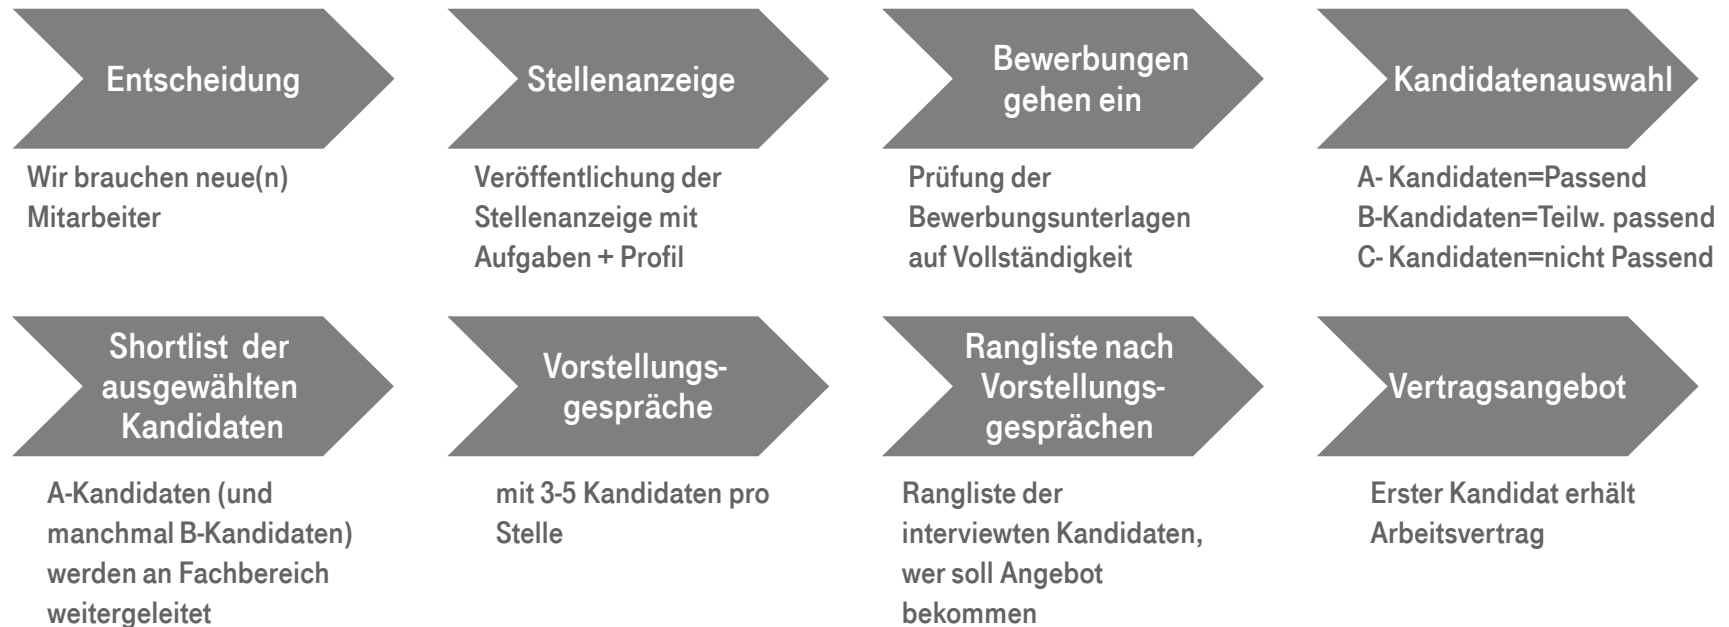 Entscheidung
Wir brauchen neue(n)
Mitarbeiter
Stellenanzeige
Veröffentlichung der
Stellenanzeige mit
Aufgaben + Profil
Bewerbungen
gehen ein
Prüfung der
Bewerbungsunterlagen
auf Vollständigkeit
Kandidatenauswahl
A- Kandidaten=Passend
B-Kandidaten=Teilw. passend
C- Kandidaten=nicht Passend
Shortlist der
ausgewählten
Kandidaten
A-Kandidaten (und
manchmal B-Kandidaten)
werden an Fachbereich
weitergeleitet
Vorstellungs-
gespräche
mit 3-5 Kandidaten pro
Stelle
Rangliste nach
Vorstellungs-
gesprächen
Rangliste der
interviewten Kandidaten,
wer soll Angebot
bekommen
Vertragsangebot
Erster Kandidat erhält
Arbeitsvertrag